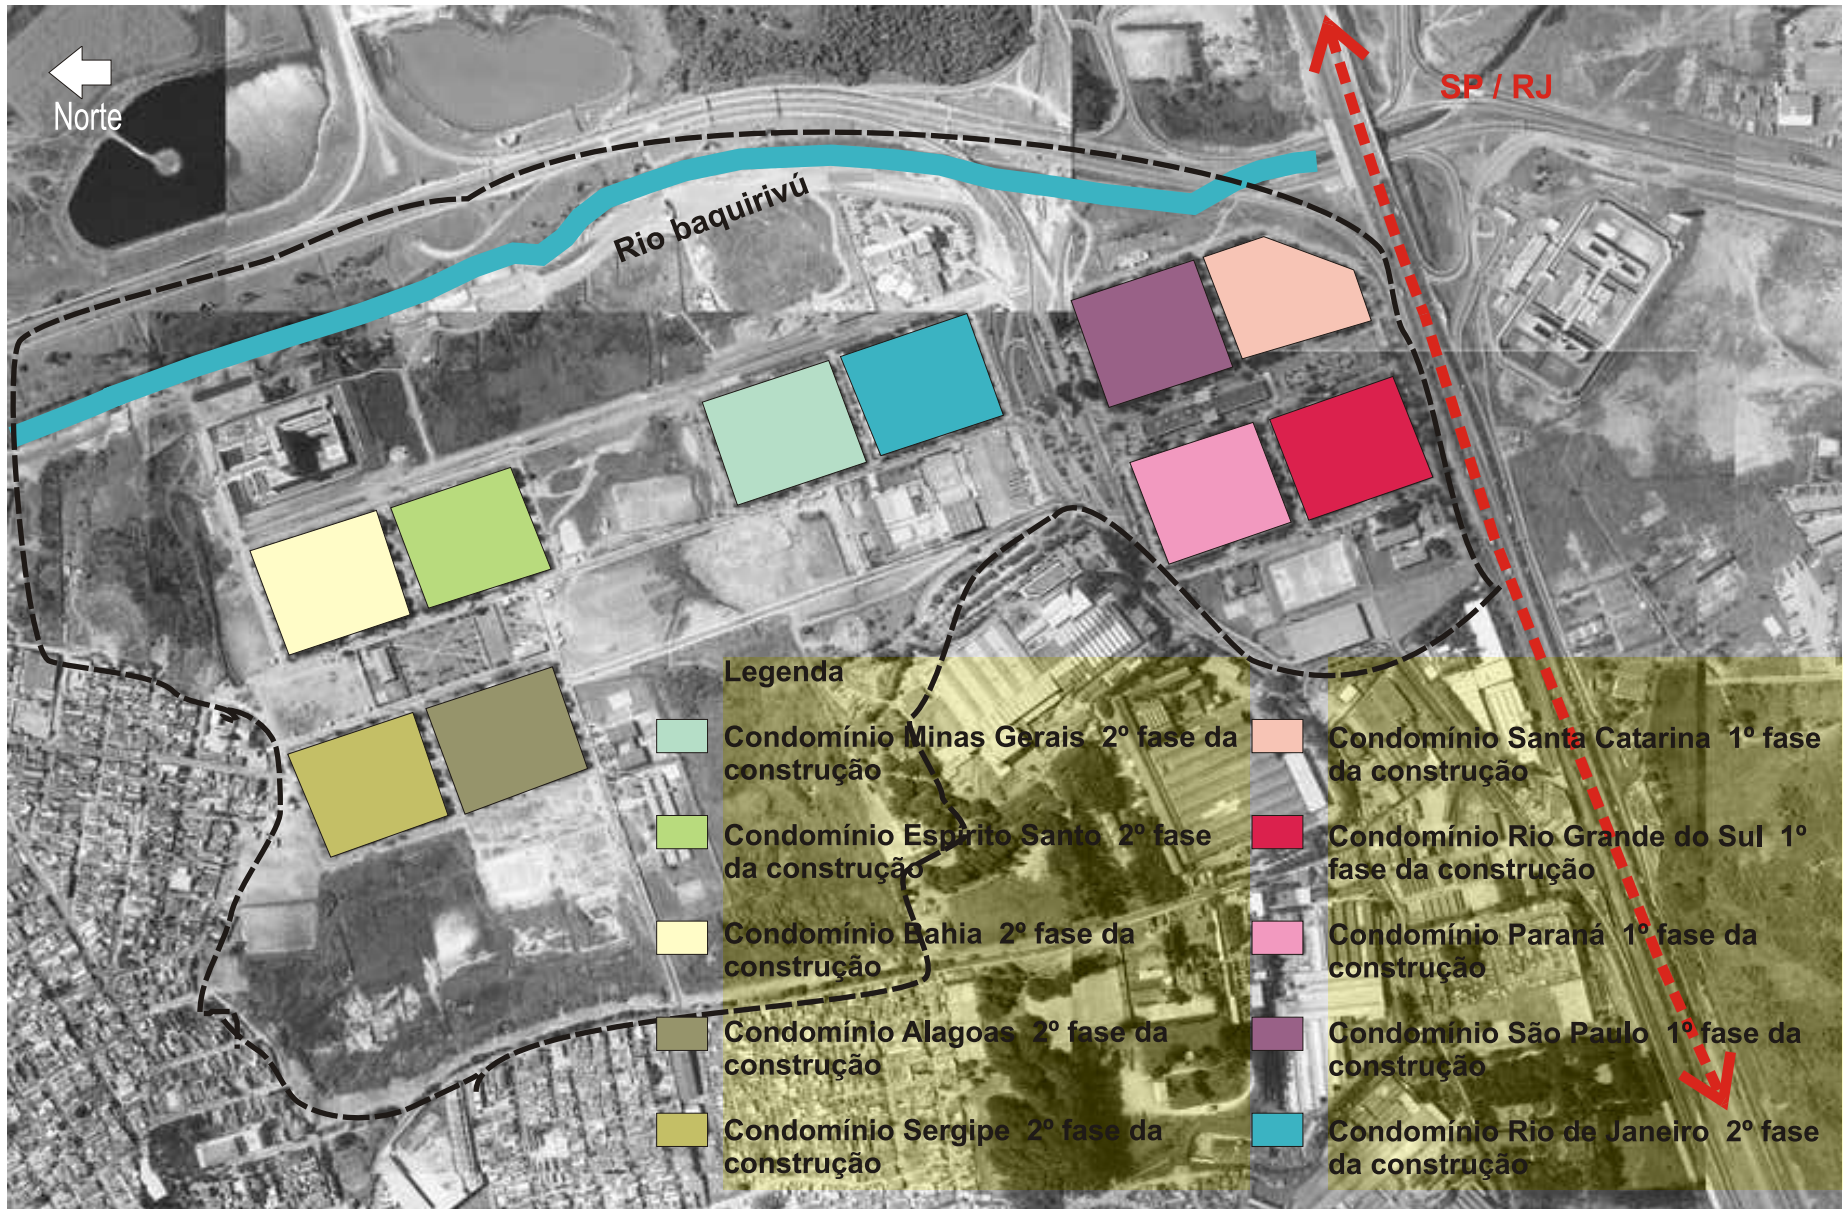 Norte
SP / RJ
Rio baquirivú
Legenda
Condomínio Minas Gerais 2º fase da
construção
Condomínio Espírito Santo 2º fase
da construção
Condomínio Bahia 2º fase da
construção
Condomínio Alagoas 2º fase da
construção
Condomínio Sergipe 2º fase da
construção
Condomínio Santa Catarina 1º fase
da construção
Condomínio Rio Grande do Sul 1º
fase da construção
Condomínio Paraná 1º fase da
construção
Condomínio São Paulo 1º fase da
construção
Condomínio Rio de Janeiro 2º fase
da construção